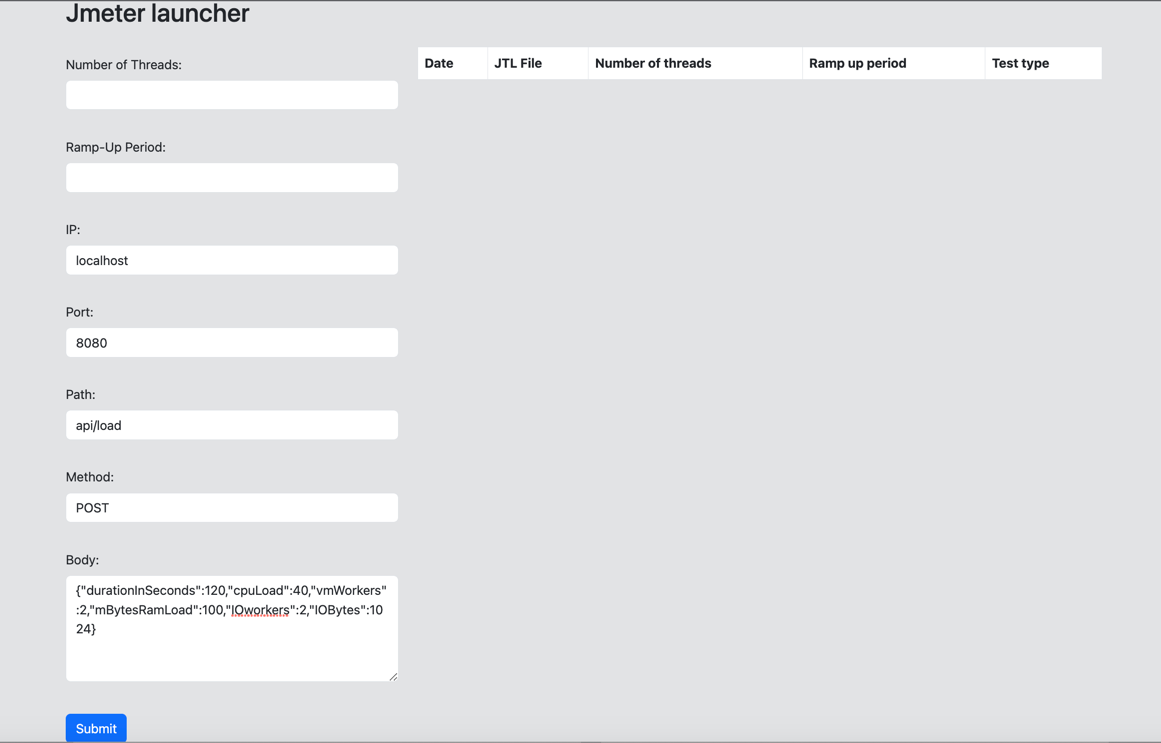 Jmeter launcher
Number of Threads:
Ramp-Up Period:
IP:
localhost
Port:
8080
Path:
api/load
Method:
POST
Body:
{"durationInSeconds":120,"cpuLoad":40,"vmWorkers"
:2,"mBytesRamLoad":100,"IOworkers":2,"IOBytes":10
24}
Submit
Date JTL File Number of threads Ramp up period Test type